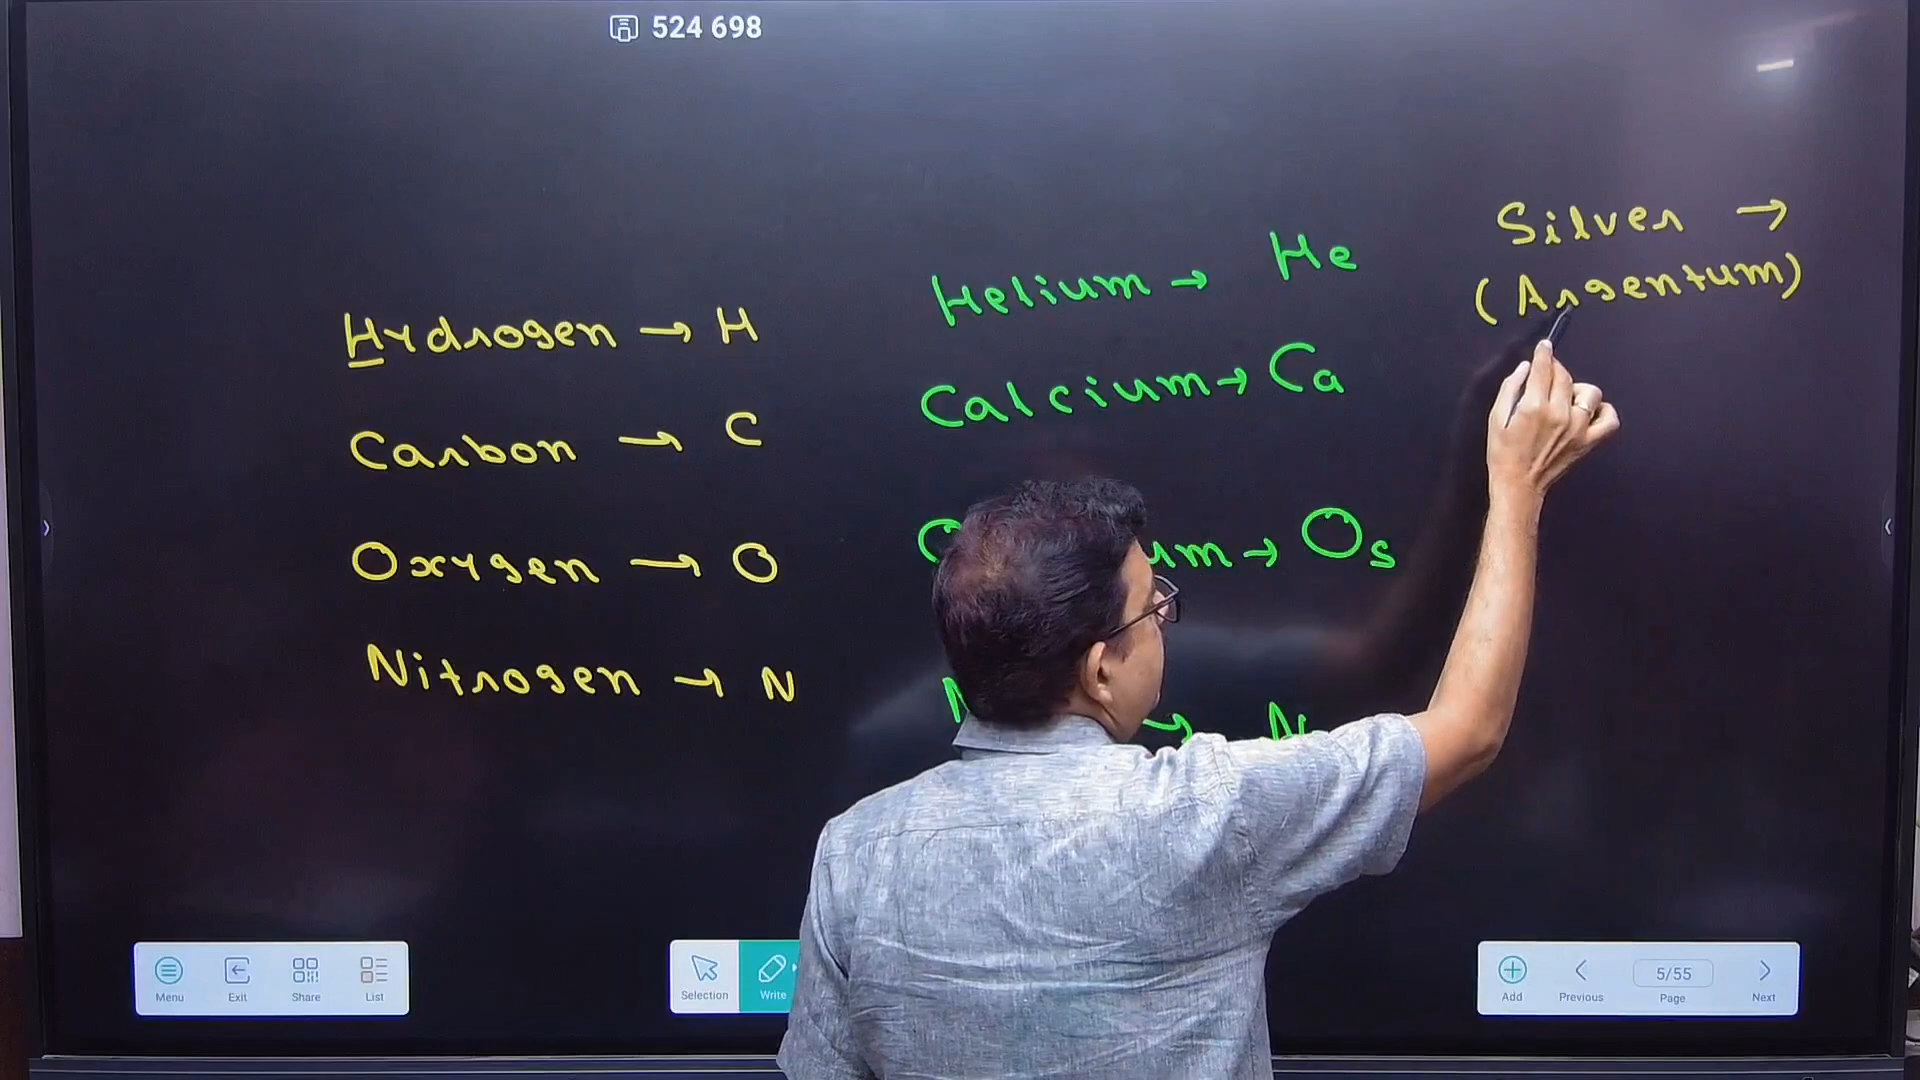 524 698
Hydrogen → H
Carbon → C
Oxygen → O
Nitrogen → N
Helium → He
Calcium → Ca
um → Os
→
Silver →
(Argentum)
Menu
Exit
Share
List
Selection
Write
Add
Previous
5/55
Page
Next